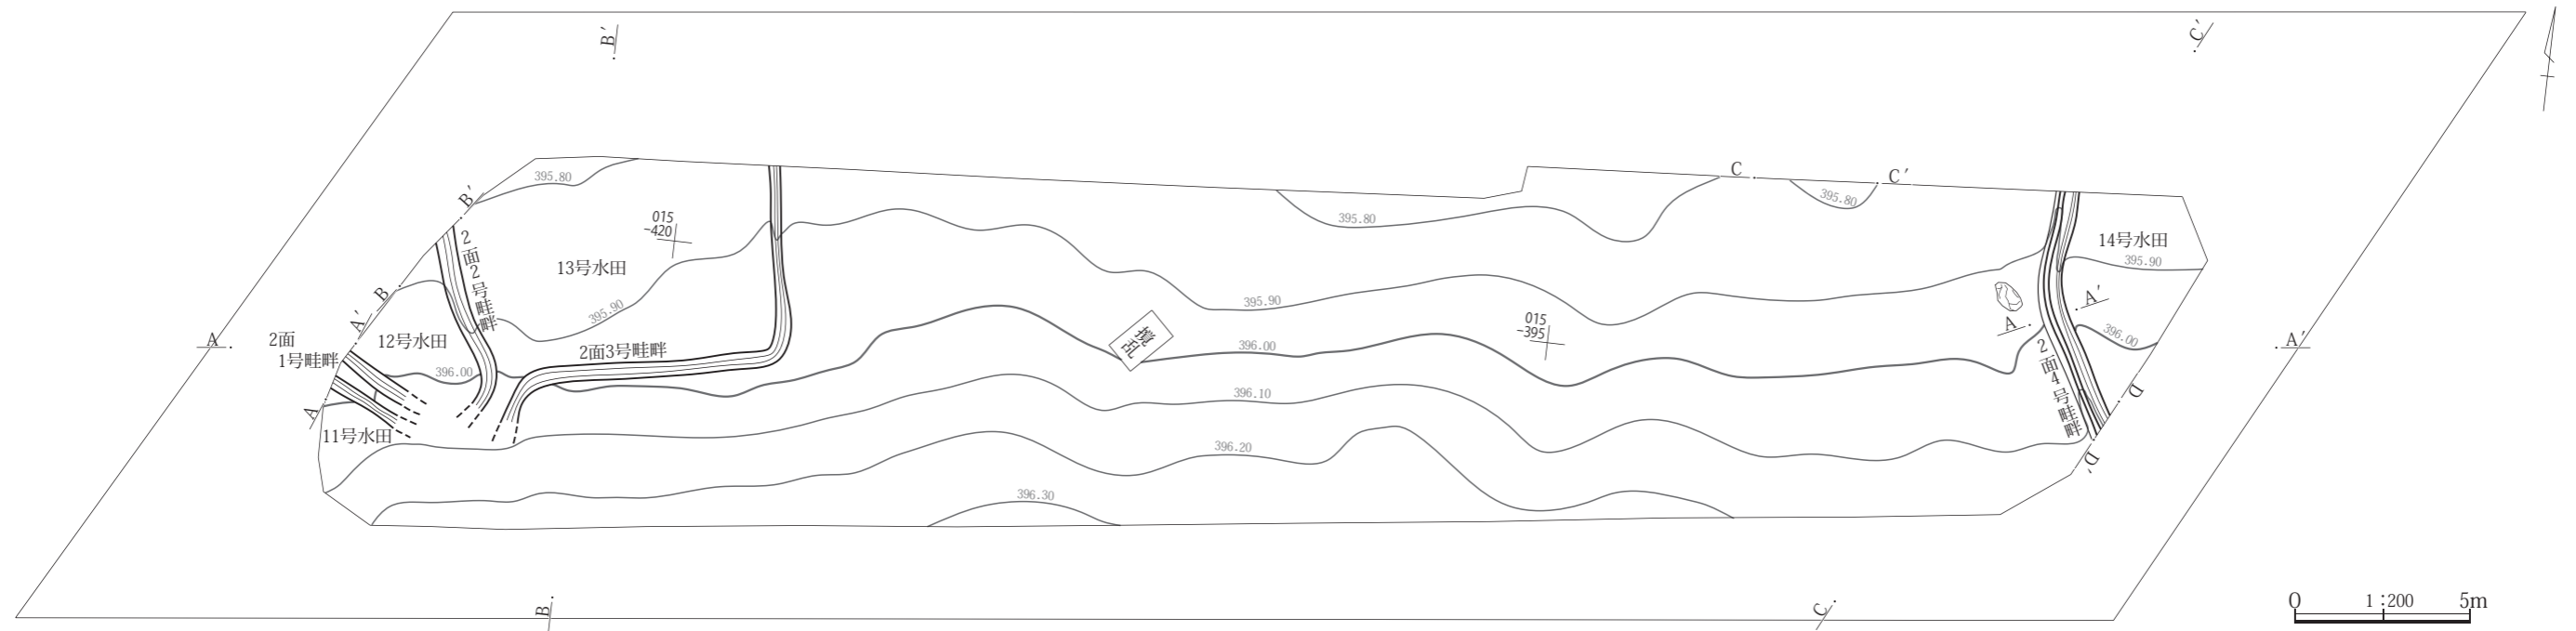 B′
C′
C
C′
395.80
B′
015
-420
395.80
395.80
2面2号畦畔
14号水田
13号水田
395.90
B
A′
395.90
395.90
A′
015
-395
A
A
2面
1号畦畔
12号水田
2面3号畦畔
攪乱
396.00
396.00
2面4号畦畔
A′
396.00
D
396.10
A
11号水田
396.20
D′
396.30
B
C
0
1:200
5m